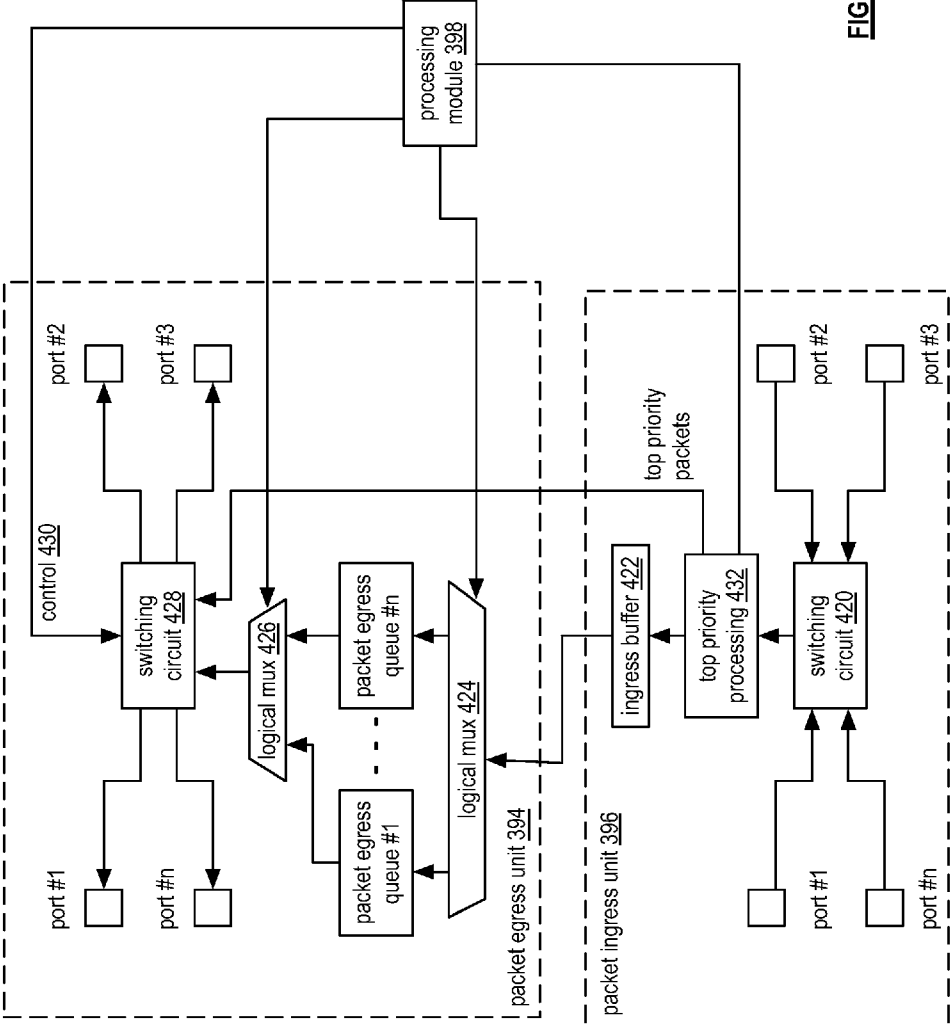 port #1
control 430
port #2
switching
circuit 428
port #n
port #3
logical mux 426
packet egress
queue #1
packet egress
queue #n
processing
module 398
logical mux 424
packet egress unit 394
packet ingress unit 396
ingress buffer 422
top priority
packets
top priority
processing 432
port #1
switching
circuit 420
port #2
port #n
port #3
FIG